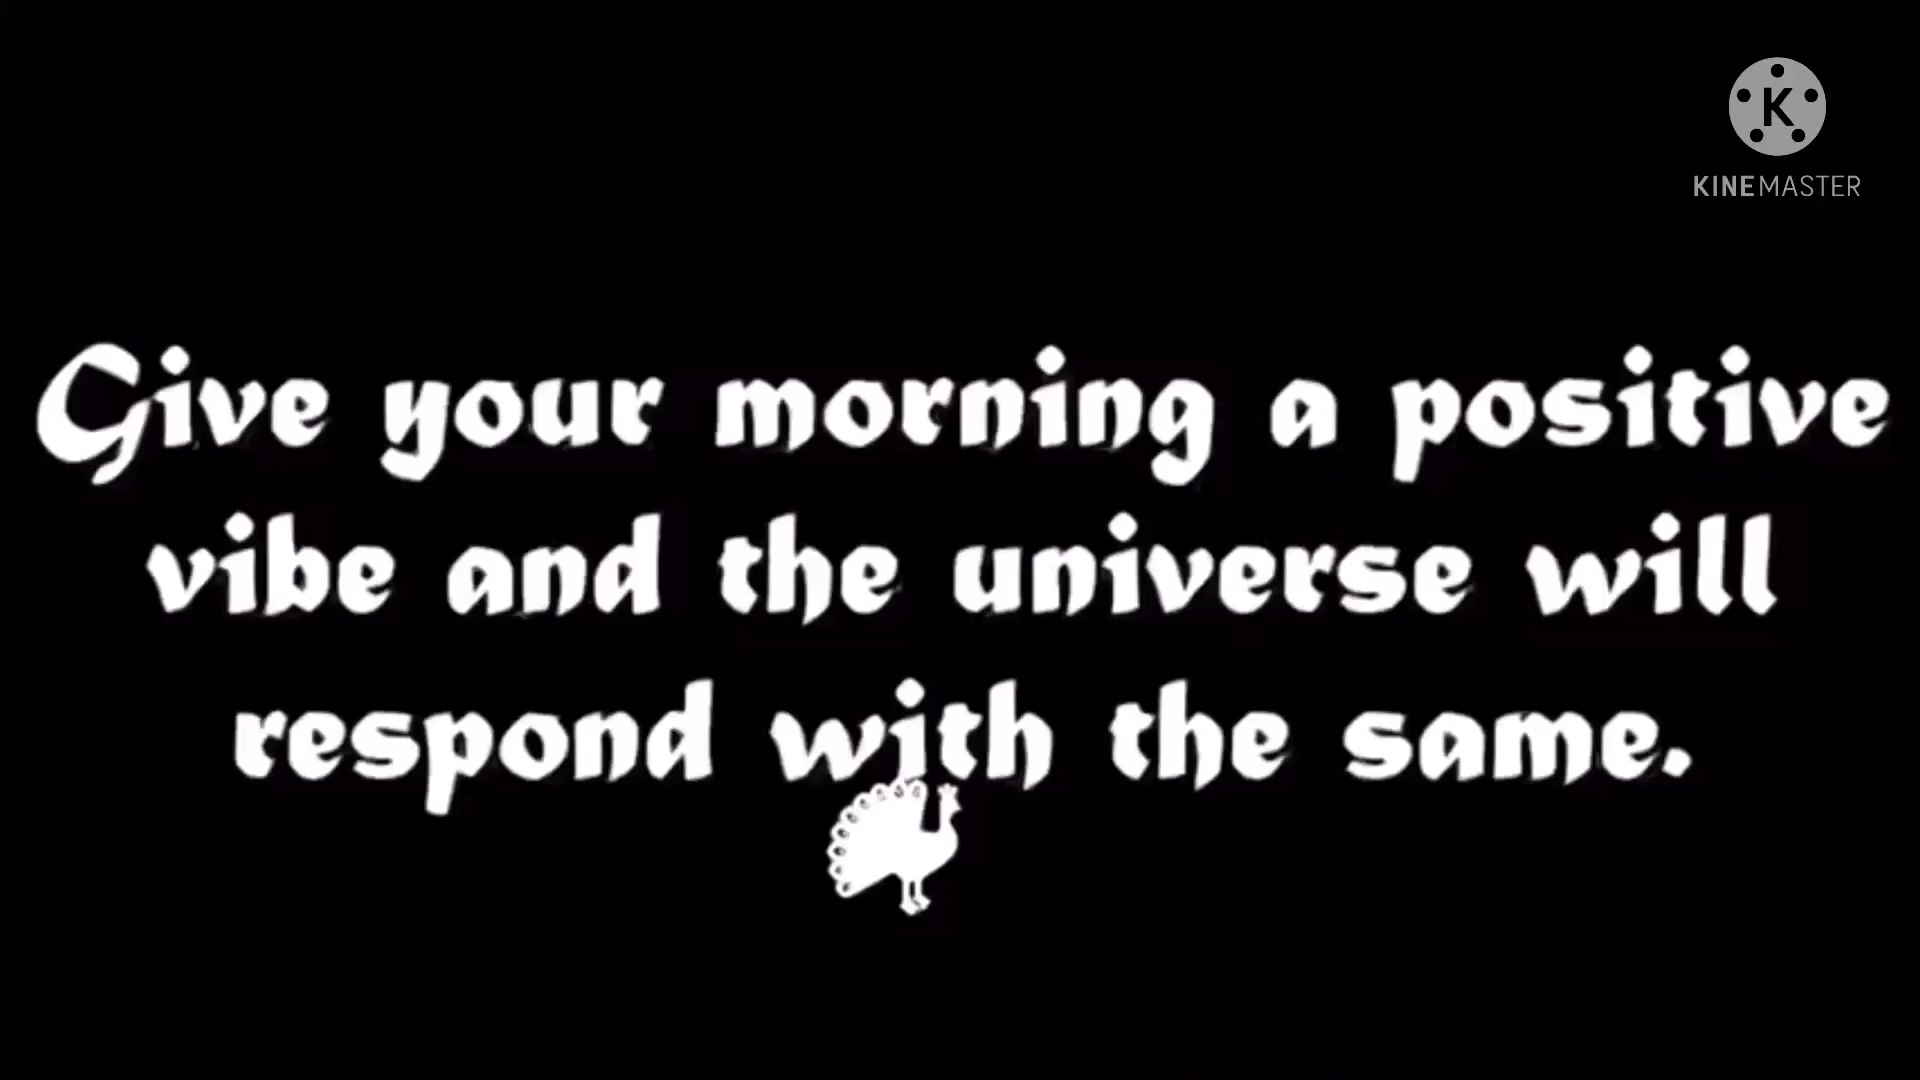 K
KINEMASTER
Give your morning a positive
vibe and the universe will
respond with the same.